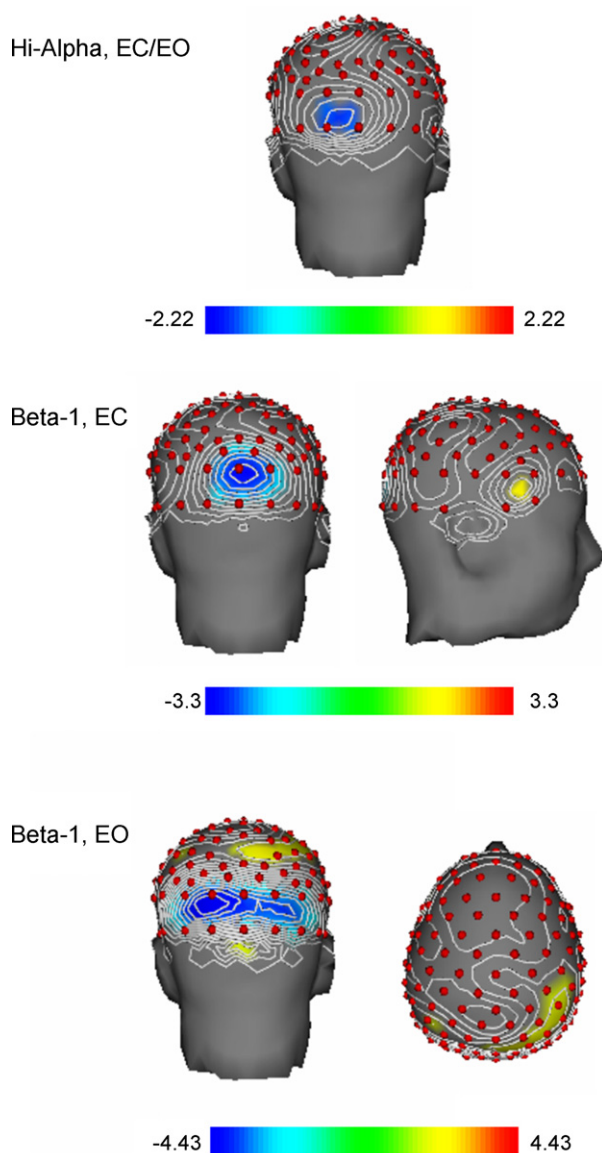 Hi-Alpha, EC/EO
-2.22 2.22
Beta-1, EC
-3.3 3.3
Beta-1, EO
-4.43 4.43